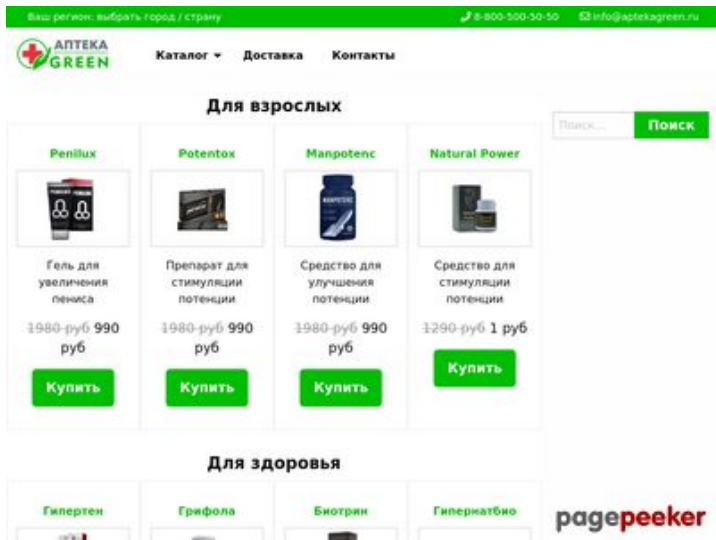 Ваш регион: выбрать город / страну
8-800-500-50-50
info@aptekagreen.ru
АПТЕКА
GREEN
Каталог
Доставка
Контакты
Для взрослых
Поиск...
Поиск
Penilux
Potentox
Manpotenc
Natural Power
Гель для
увеличения
пениса
Препарат для
стимуляции
потенции
Средство для
улучшения
потенции
Средство для
стимуляции
потенции
1980 руб 990
руб
1980 руб 990
руб
1980 руб 990
руб
1290 руб 1 руб
Купить
Купить
Купить
Купить
Для здоровья
Гипертен
Грифола
Биотрин
Гипернатбио
pagepeeker